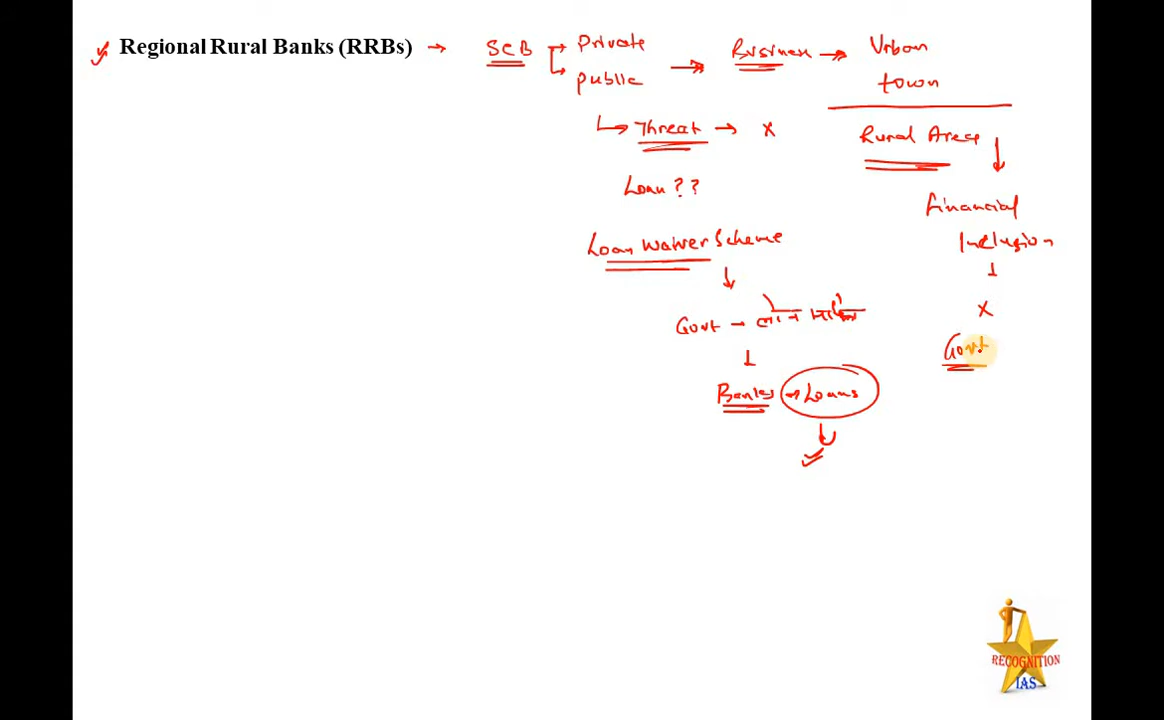 Regional Rural Banks (RRBs) → SCB → Private → Business → Urban
→ Public
town
↳ Threat → x
Rural Areas
Loan ??
Financial
Inclusion
Loan Waiver Scheme
x
Govt → लोन माफ
Govt
Banks → Loans
RECOGNITION
IAS